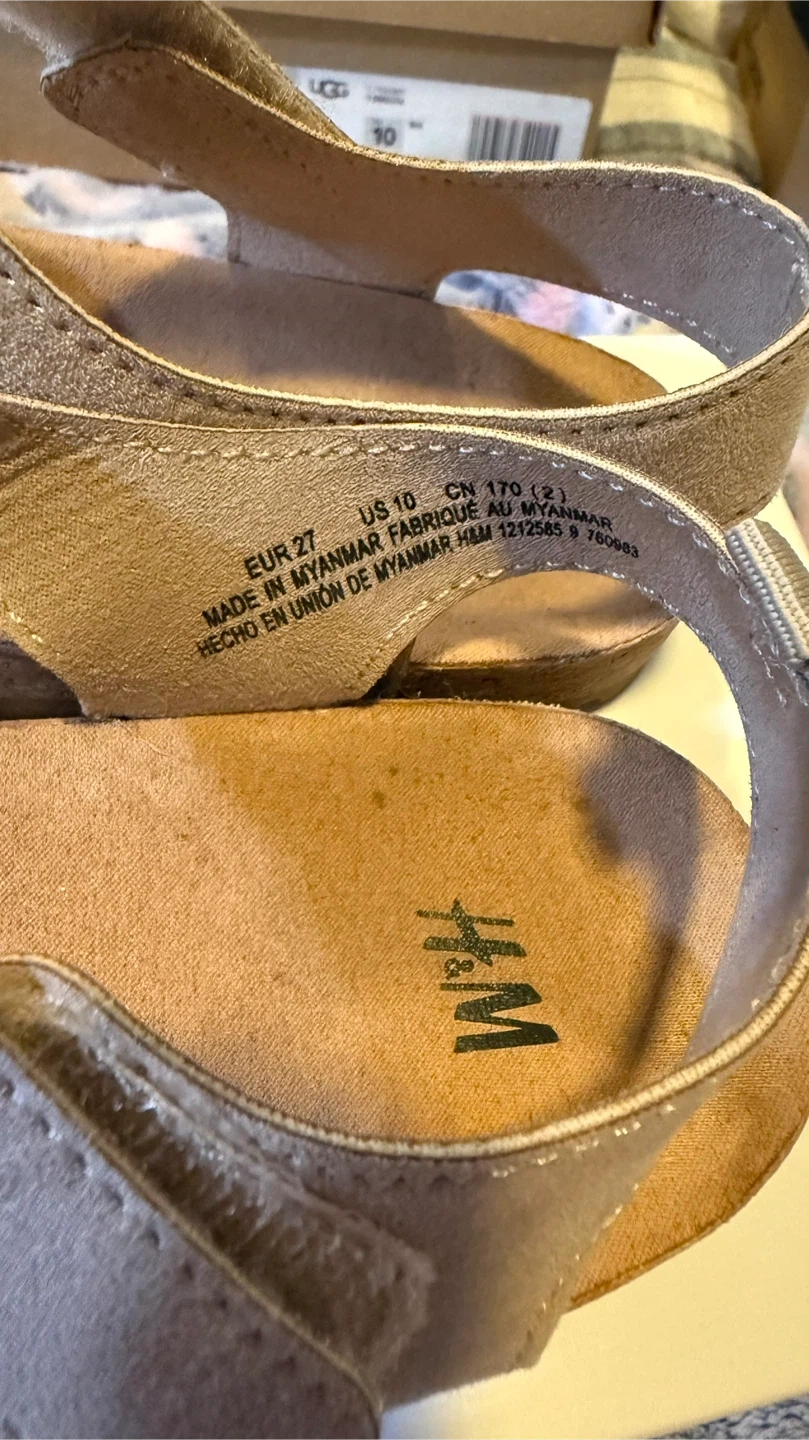 UGG
10
EUR 27 US 10 CN 170 (2)
MADE IN MYANMAR FABRIQUÉ AU MYANMAR
HECHO EN UNIÓN DE MYANMAR H&M 1212585 9 760983
H&M